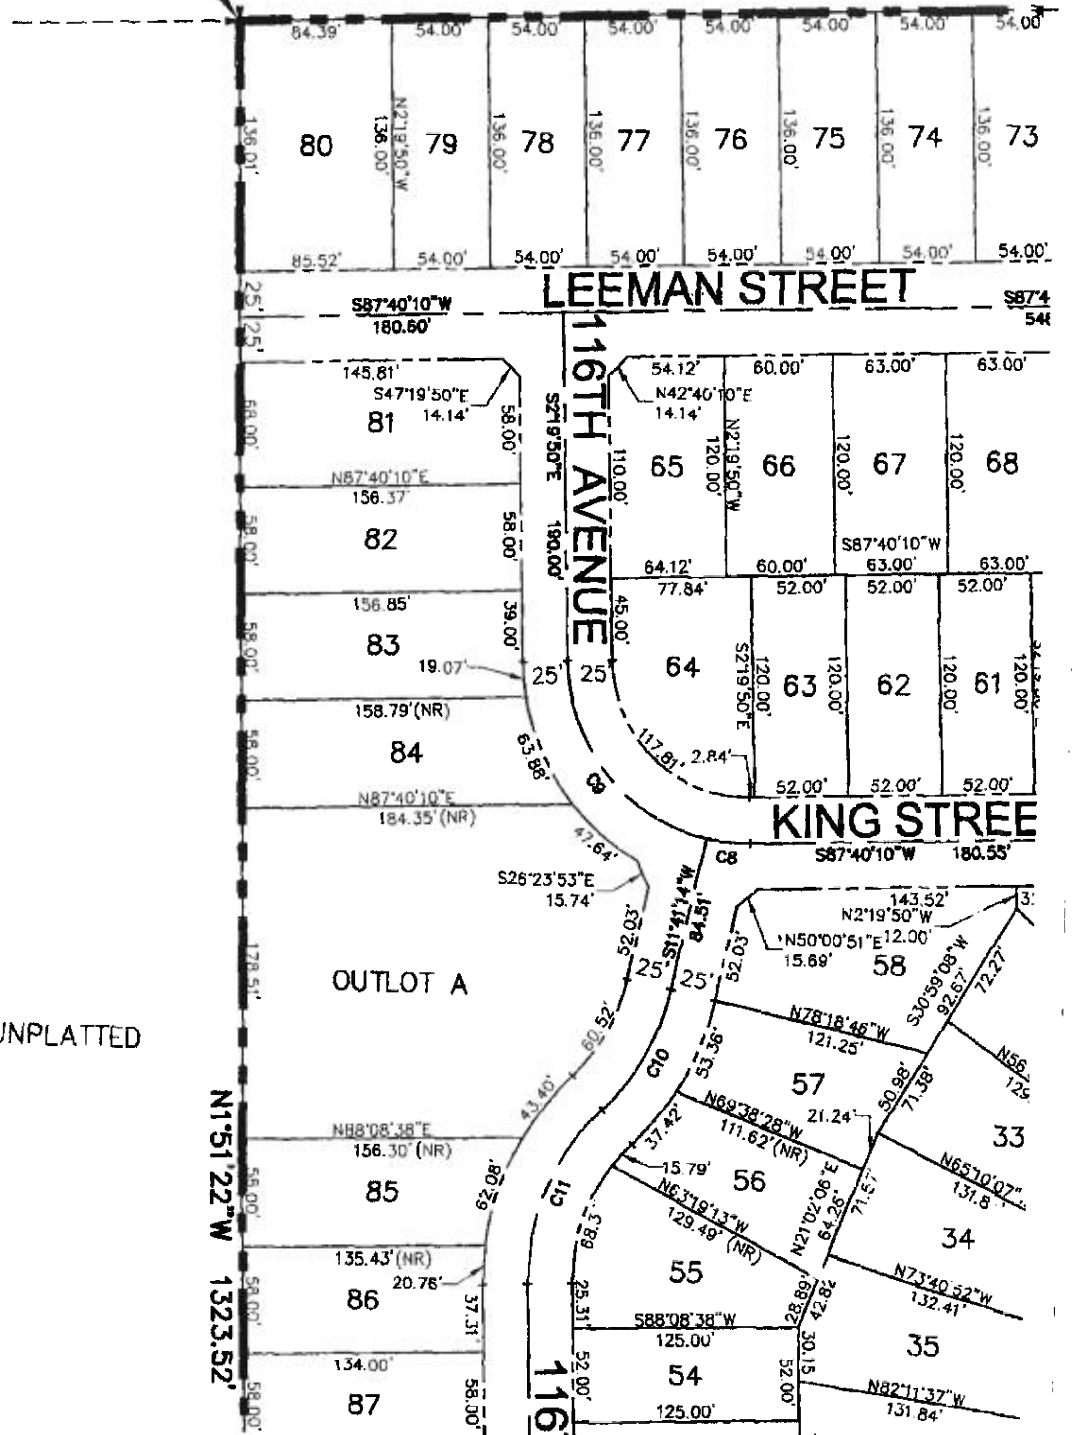 84.39' 54.00' 54.00' 54.00' 54.00' 54.00' 54.00' 54.00'
136.01' 80 N2°19'50"W 136.00' 79 136.00' 78 136.00' 77 136.00' 76 136.00' 75 136.00' 74 136.00' 73
85.52' 54.00' 54.00' 54.00' 54.00' 54.00' 54.00' 54.00'
LEEMAN STREET
25' S87°40'10"W S87°4
180.60' 54
25'
116TH AVENUE
145.81' 54.12' 60.00' 63.00' 63.00'
S47°19'50"E N42°40'10"E
14.14' 14.14'
58.00' 81 58.00' S2°19'50"E 190.00' 110.00' 65 N2°19'50"W 120.00' 66 120.00' 67 120.00' 68
N87°40'10"E
156.37'
58.00' 82 58.00' S87°40'10"W
64.12' 60.00' 63.00' 63.00'
77.84' 52.00' 52.00' 52.00'
156.85' 39.00' 45.00'
58.00' 83 19.07' 25' 25' 64 S2°19'50"E 120.00' 63 120.00' 62 120.00' 61 120.00'
158.79'(NR)
58.00' 84 63.88' 117.81' 2.84'
C9 52.00' 52.00' 52.00'
N87°40'10"E
184.35'(NR)
KING STREE
47.64' C8 S87°40'10"W 180.55'
S26°23'53"E
15.74'
S11°41'14"W 84.51'
143.52' 3
N2°19'50"W
12.00'
N50°00'51"E
15.69' 58
52.03' 52.03' S30°59'08"W 92.67' 72.27'
178.51' OUTLOT A 25' 25'
UNPLATTED
60.52' N78°18'46"W
121.25'
53.36' C10 57 50.98' 71.38' N56
129
43.40' N69°38'28"W
111.62'(NR)
37.42' 21.24' 33
N88°08'38"E
156.30'(NR)
15.79' 56 N65°10'07"
131.8
N1°51'22"W 1323.52'
58.00' 85 62.08' C11 N63°19'13"W
129.49' (NR)
68.3 N21°02'06"E 64.26' 71.57' 34
135.43'(NR)
20.76'
58.00' 86 37.31' 25.31' 55 N73°40'52"W
132.41'
28.89' 42.82'
S88°08'38"W
125.00'
134.00' 30.15 35
58.00' 87 58.00' 116 52.00' 54 52.00' N82°11'37"W
131.84'
125.00'